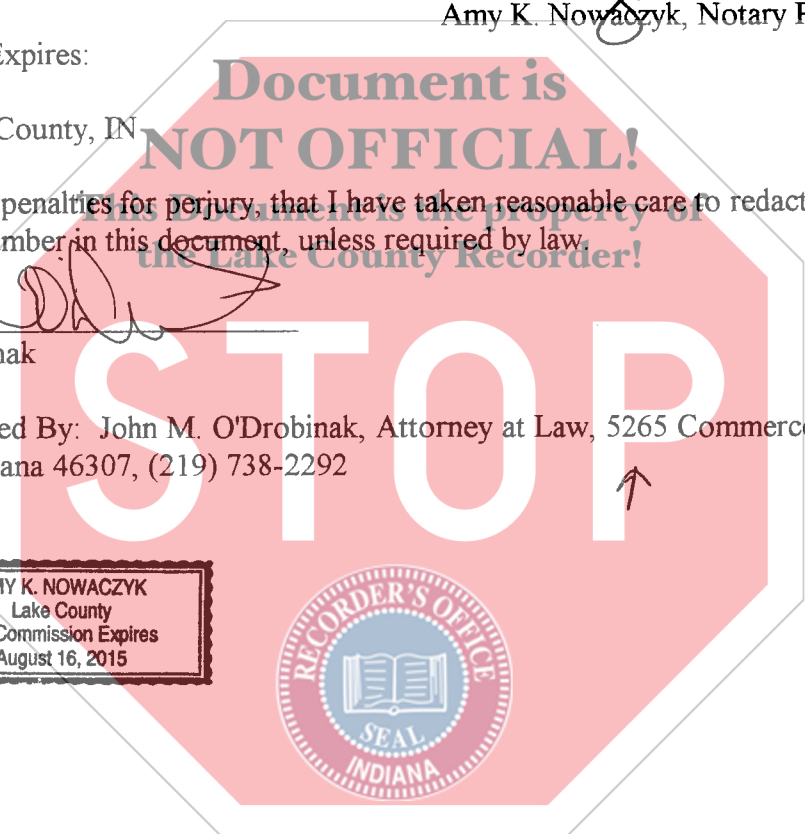 Amy K. Nowaczyk, Notary P
Expires:
Document is
County, IN
NOT OFFICIAL!
penalties for perjury, that I have taken reasonable care to redact
This Document is the property of
mber in this document, unless required by law.
the Lake County Recorder!
nak
STOP
ed By: John M. O'Drobinak, Attorney at Law, 5265 Commerc
ana 46307, (219) 738-2292
MY K. NOWACZYK
Lake County
Commission Expires
August 16, 2015
RECORDER'S OFFICE
SEAL
INDIANA